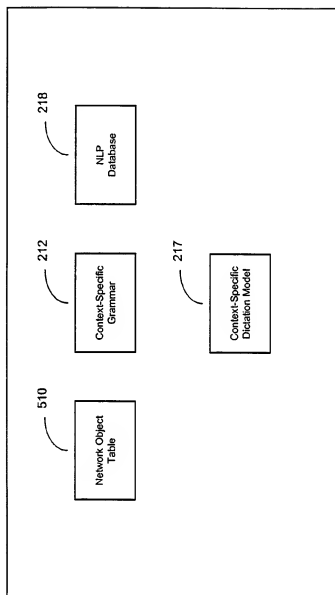 510
Network Object
Table
212
Context-Specific
Grammar
218
NLP
Database
217
Context-Specific
Dictation Model